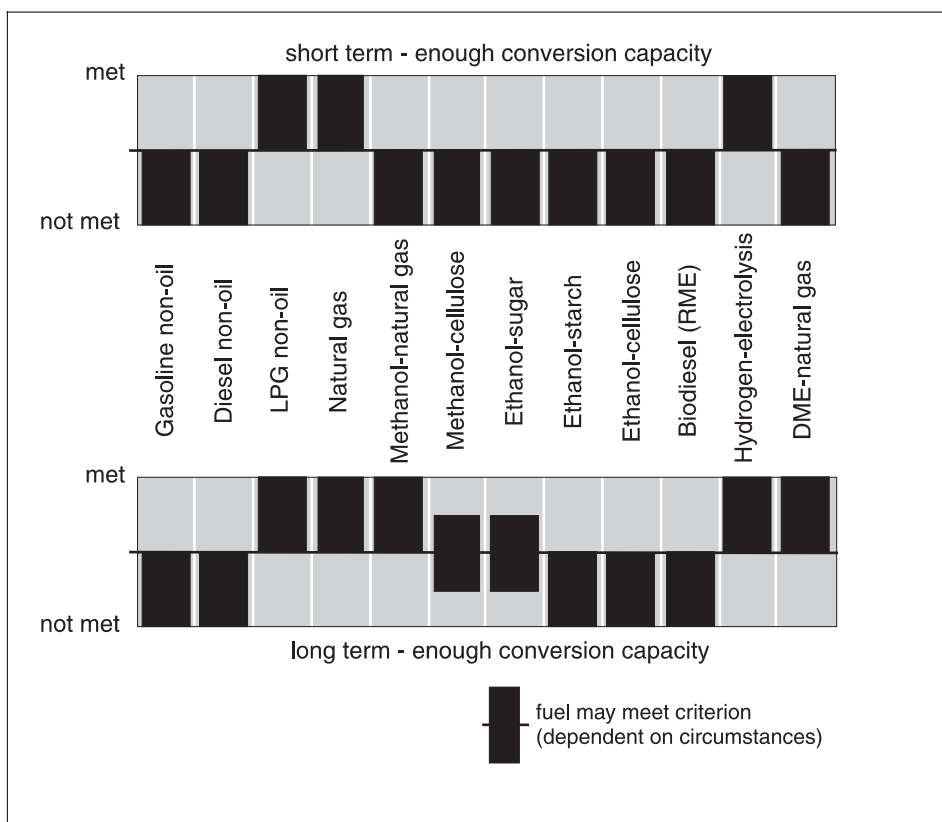 short term - enough conversion capacity
met
not met
Gasoline non-oil
Diesel non-oil
LPG non-oil
Natural gas
Methanol-natural gas
Methanol-cellulose
Ethanol-sugar
Ethanol-starch
Ethanol-cellulose
Biodiesel (RME)
Hydrogen-electrolysis
DME-natural gas
met
not met
long term - enough conversion capacity
fuel may meet criterion
(dependent on circumstances)